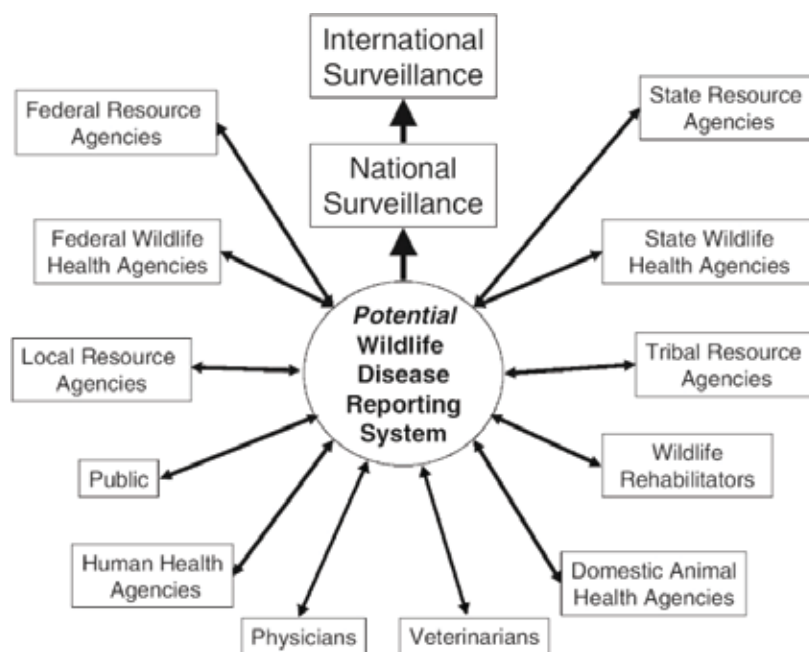 International
Surveillance
Federal Resource
Agencies
State Resource
Agencies
National
Surveillance
Federal Wildlife
Health Agencies
State Wildlife
Health Agencies
Potential
Wildlife
Disease
Reporting
System
Local Resource
Agencies
Tribal Resource
Agencies
Public
Wildlife
Rehabilitators
Human Health
Agencies
Domestic Animal
Health Agencies
Physicians
Veterinarians